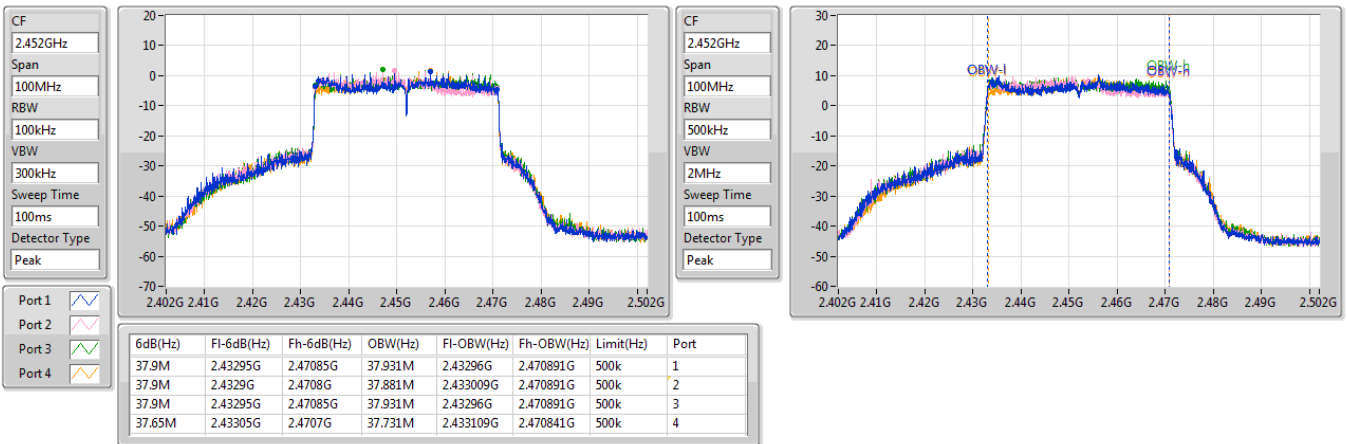 CF
2.452GHz
Span
100MHz
RBW
100kHz
VBW
300kHz
Sweep Time
100ms
Detector Type
Peak
20
10
0
-10
-20
-30
-40
-50
-60
-70
2.402G 2.41G 2.42G 2.43G 2.44G 2.45G 2.46G 2.47G 2.48G 2.49G 2.502G
CF
2.452GHz
Span
100MHz
RBW
500kHz
VBW
2MHz
Sweep Time
100ms
Detector Type
Peak
30
20
10
0
-10
-20
-30
-40
-50
-60
OBW-l
OBW-h
OBW-h
2.402G 2.41G 2.42G 2.43G 2.44G 2.45G 2.46G 2.47G 2.48G 2.49G 2.502G
Port 1
Port 2
Port 3
Port 4
6dB(Hz) Fl-6dB(Hz) Fh-6dB(Hz) OBW(Hz) Fl-OBW(Hz) Fh-OBW(Hz) Limit(Hz) Port
37.9M 2.43295G 2.47085G 37.931M 2.43296G 2.470891G 500k 1
37.9M 2.4329G 2.4708G 37.881M 2.433009G 2.470891G 500k 2
37.9M 2.43295G 2.47085G 37.931M 2.43296G 2.470891G 500k 3
37.65M 2.43305G 2.4707G 37.731M 2.433109G 2.470841G 500k 4